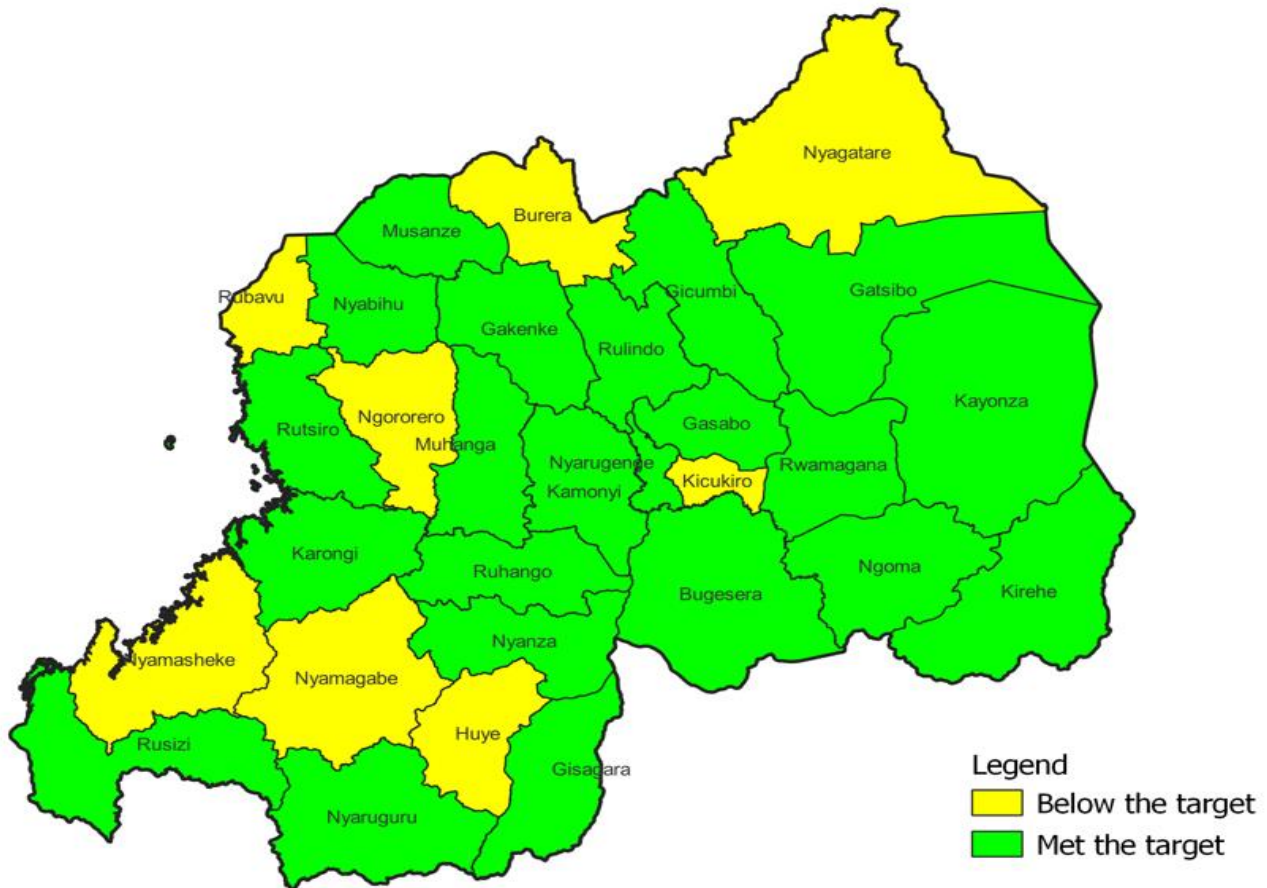 Nyagatare
Burera
Musanze
Rubavu
Nyabihu
Gicumbi
Gatsibo
Gakenke
Rulindo
Kayonza
Ngororero
Rutsiro
Muhanga
Gasabo
Nyarugenge
Rwamagana
Kicukiro
Kamonyi
Karongi
Ruhango
Ngoma
Bugesera
Kirehe
Nyanza
Nyamasheke
Nyamagabe
Huye
Rusizi
Gisagara
Nyaruguru
Legend
Below the target
Met the target